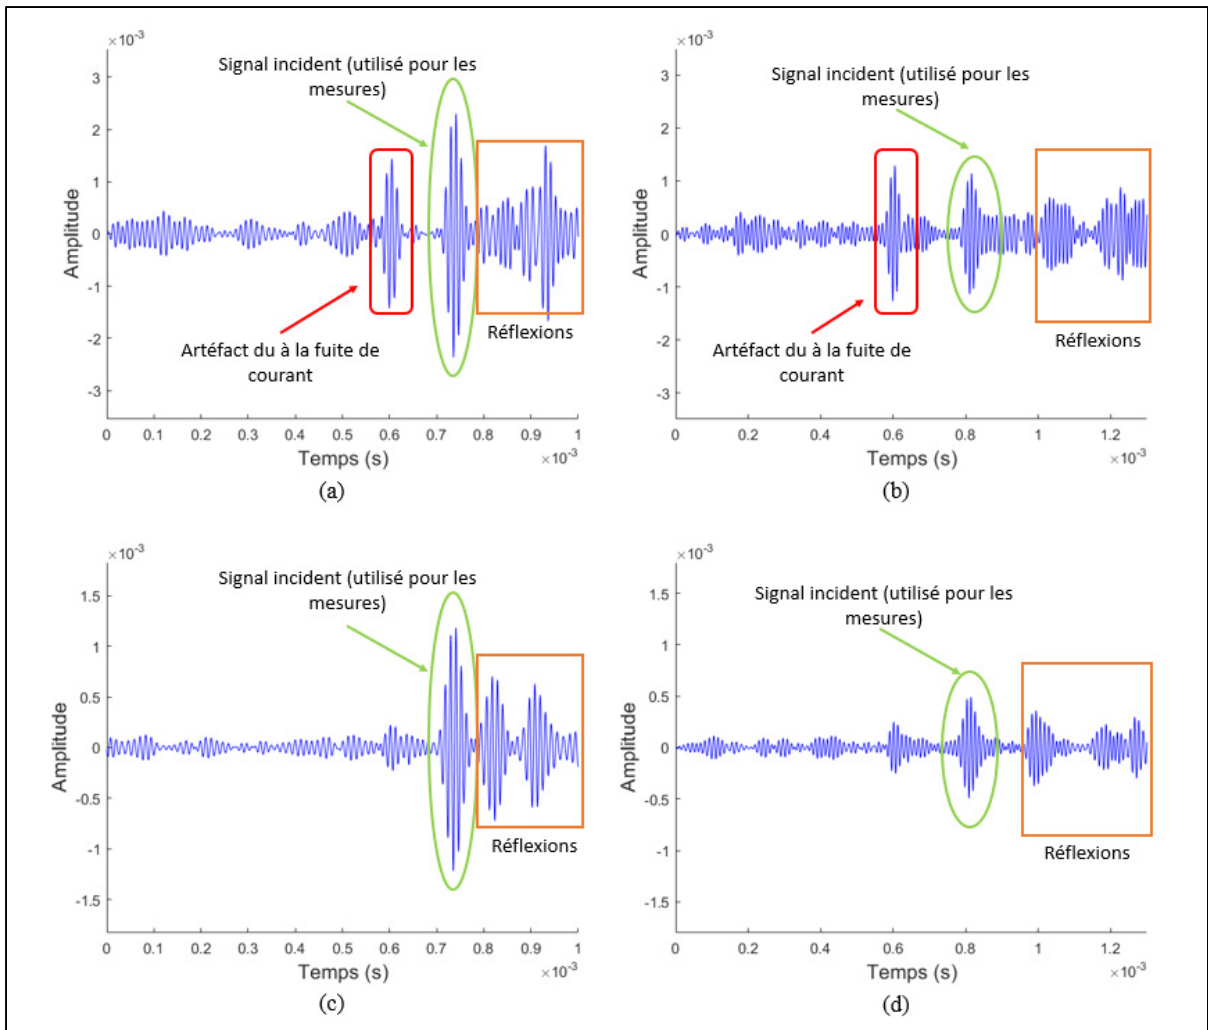 ×10⁻³
Signal incident (utilisé pour les
mesures)
3
2
1
0
-1
-2
-3
Amplitude
Réflexions
Artéfact du à la fuite de
courant
0 0.1 0.2 0.3 0.4 0.5 0.6 0.7 0.8 0.9 1
Temps (s)
×10⁻³
(a)
×10⁻³
Signal incident (utilisé pour les
mesures)
3
2
1
0
-1
-2
-3
Amplitude
Réflexions
Artéfact du à la fuite de
courant
0 0.2 0.4 0.6 0.8 1 1.2
Temps (s)
×10⁻³
(b)
×10⁻³
Signal incident (utilisé pour les
mesures)
1.5
1
0.5
0
-0.5
-1
-1.5
Amplitude
Réflexions
0 0.1 0.2 0.3 0.4 0.5 0.6 0.7 0.8 0.9 1
Temps (s)
×10⁻³
(c)
×10⁻³
Signal incident (utilisé pour les
mesures)
1.5
1
0.5
0
-0.5
-1
-1.5
Amplitude
Réflexions
0 0.2 0.4 0.6 0.8 1 1.2
Temps (s)
×10⁻³
(d)